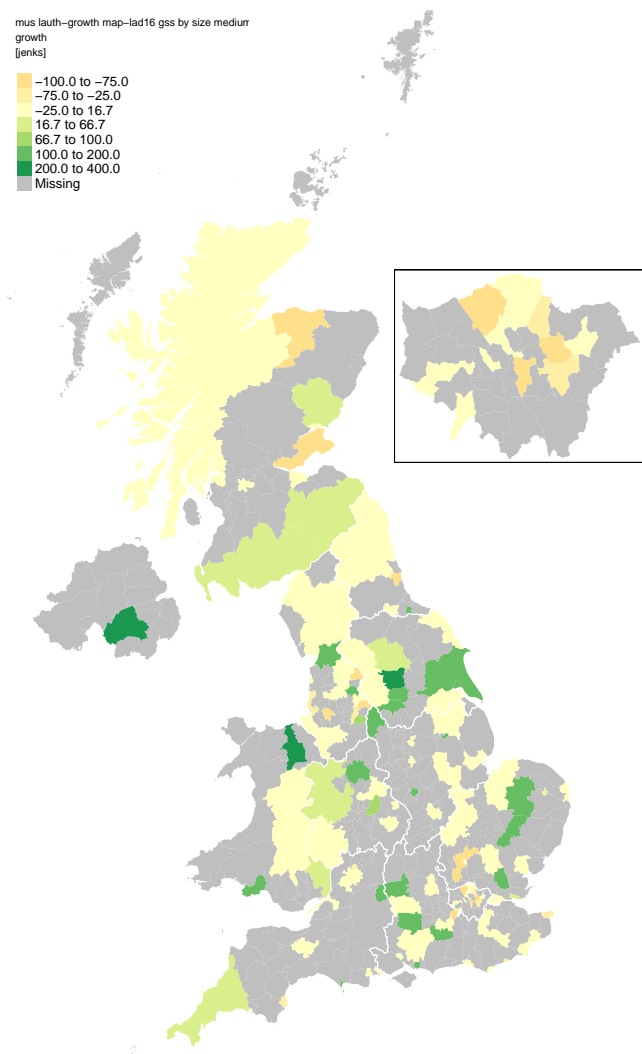 mus lauth−growth map−lad16 gss by size medium
growth
[jenks]
−100.0 to −75.0
−75.0 to −25.0
−25.0 to 16.7
16.7 to 66.7
66.7 to 100.0
100.0 to 200.0
200.0 to 400.0
Missing